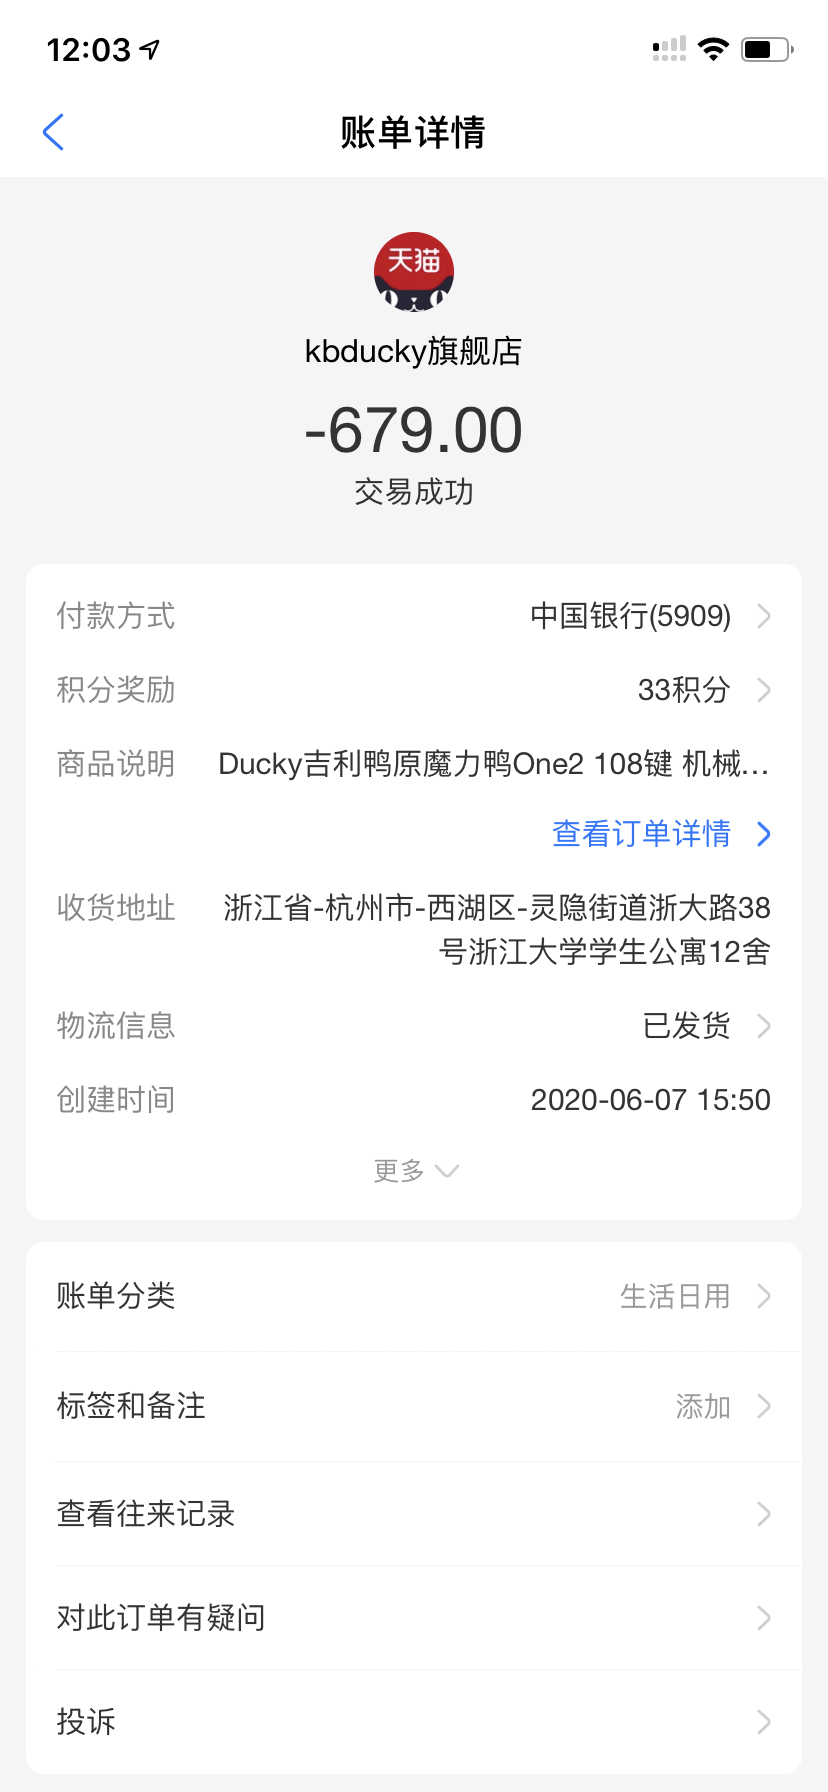 12:03
账单详情
天猫
kbducky旗舰店
-679.00
交易成功
付款方式 中国银行(5909)
积分奖励 33积分
商品说明 Ducky吉利鸭原魔力鸭One2 108键 机械...
查看订单详情
收货地址 浙江省-杭州市-西湖区-灵隐街道浙大路38
号浙江大学学生公寓12舍
物流信息 已发货
创建时间 2020-06-07 15:50
更多
账单分类 生活日用
标签和备注 添加
查看往来记录
对此订单有疑问
投诉